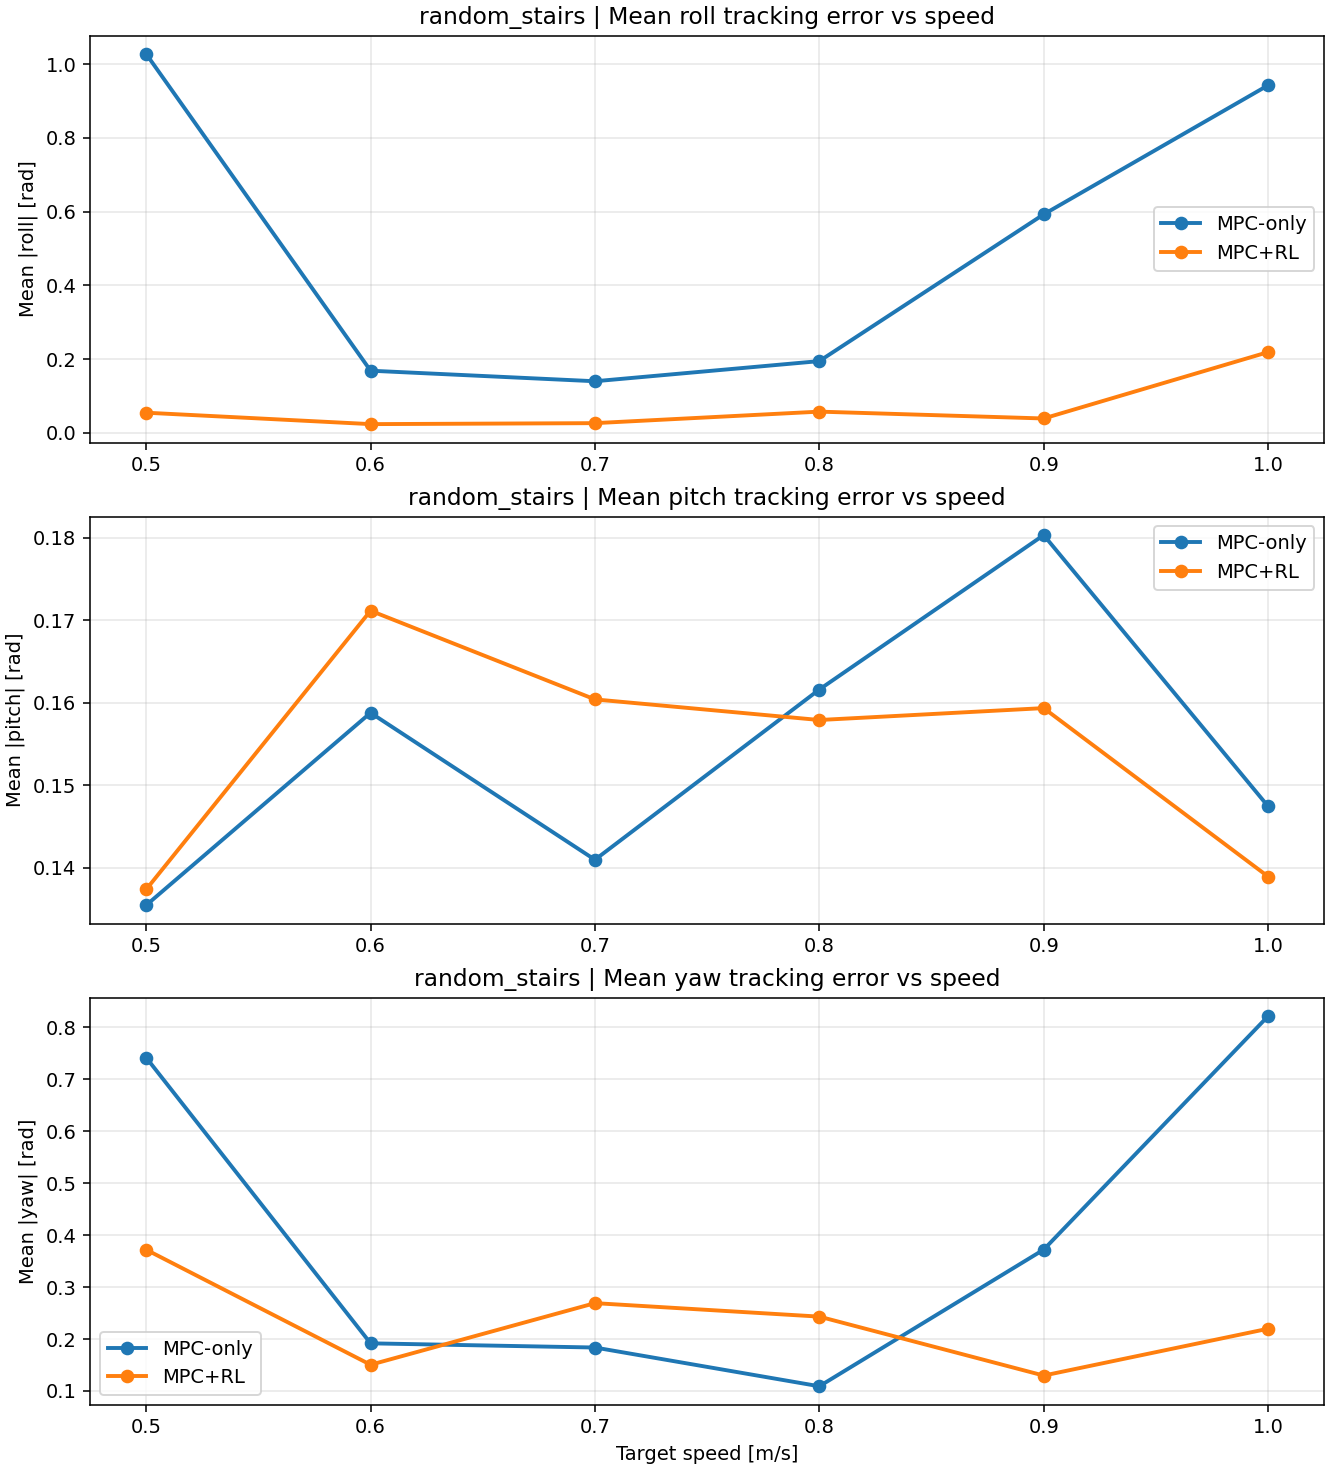 random_stairs | Mean roll tracking error vs speed
Mean |roll| [rad]
1.0
0.8
0.6
0.4
0.2
0.0
MPC-only
MPC+RL
0.5 0.6 0.7 0.8 0.9 1.0
random_stairs | Mean pitch tracking error vs speed
Mean |pitch| [rad]
0.18
0.17
0.16
0.15
0.14
MPC-only
MPC+RL
0.5 0.6 0.7 0.8 0.9 1.0
random_stairs | Mean yaw tracking error vs speed
Mean |yaw| [rad]
0.8
0.7
0.6
0.5
0.4
0.3
0.2
0.1
MPC-only
MPC+RL
0.5 0.6 0.7 0.8 0.9 1.0
Target speed [m/s]